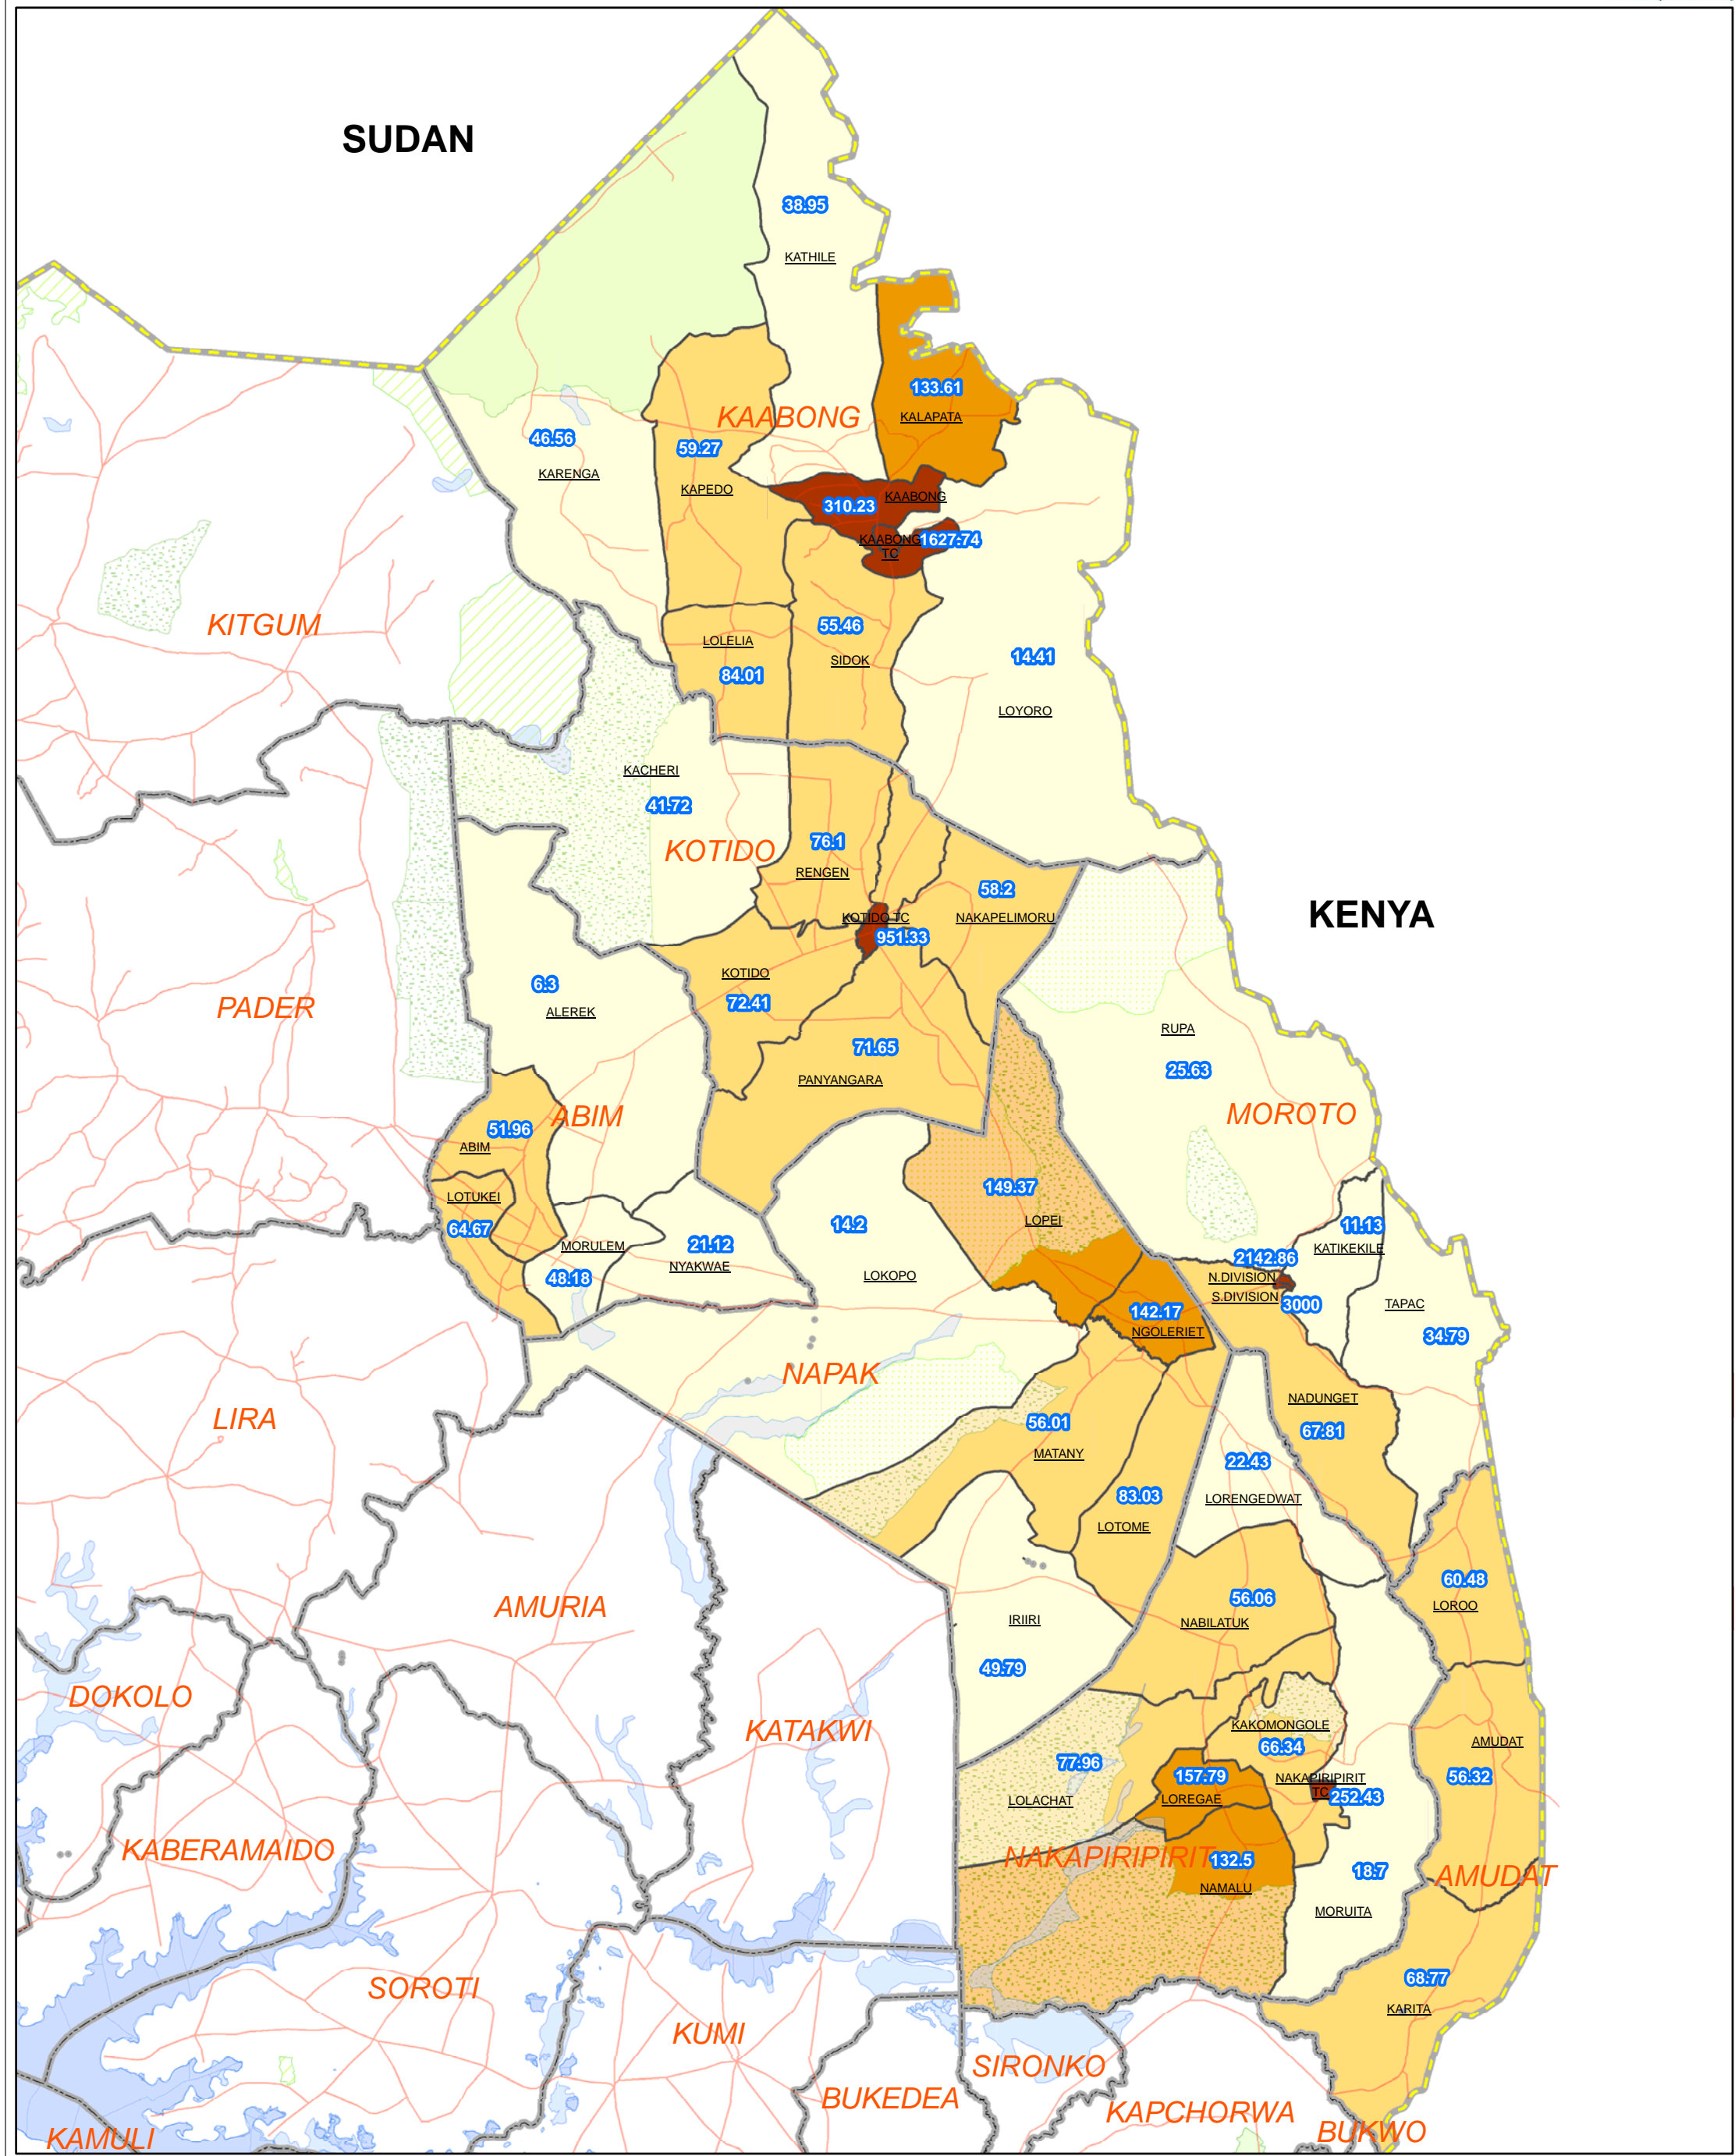 SUDAN
38.95
KATHILE
133.61
KALAPATA
KAABONG
46.56
KARENGA
59.27
KAPEDO
310.23
KAABONG
KAABONG
TC
1627.74
KITGUM
LOLELIA
84.01
55.46
SIDOK
14.41
LOYORO
KACHERI
41.72
KOTIDO
76.1
RENGEN
58.2
NAKAPELIMORU
KOTIDO TC
951.33
KENYA
KOTIDO
72.41
6.3
ALEREK
PADER
71.65
PANYANGARA
RUPA
25.63
MOROTO
ABIM
51.96
ABIM
LOTUKEI
64.67
MORULEM
48.18
21.12
NYAKWAE
14.2
LOKOPO
149.37
LOPEI
11.13
KATIKEKILE
2142.86
N.DIVISION
S.DIVISION
3000
TAPAC
34.79
142.17
NGOLERIET
NAPAK
LIRA
NADUNGET
67.81
56.01
MATANY
22.43
LORENGEDWAT
83.03
LOTOME
AMURIA
60.48
LOROO
56.06
NABILATUK
IRIIRI
49.79
DOKOLO
KATAKWI
KAKOMONGOLE
66.34
AMUDAT
56.32
77.96
LOLACHAT
157.79
LOREGAE
NAKAPIRIPIRIT
TC
252.43
KABERAMAIDO
NAKAPIRIPIRIT
132.5
NAMALU
18.7
MORUITA
AMUDAT
SOROTI
68.77
KARITA
KUMI
SIRONKO
BUKEDEA
KAPCHORWA
BUKWO
KAMULI